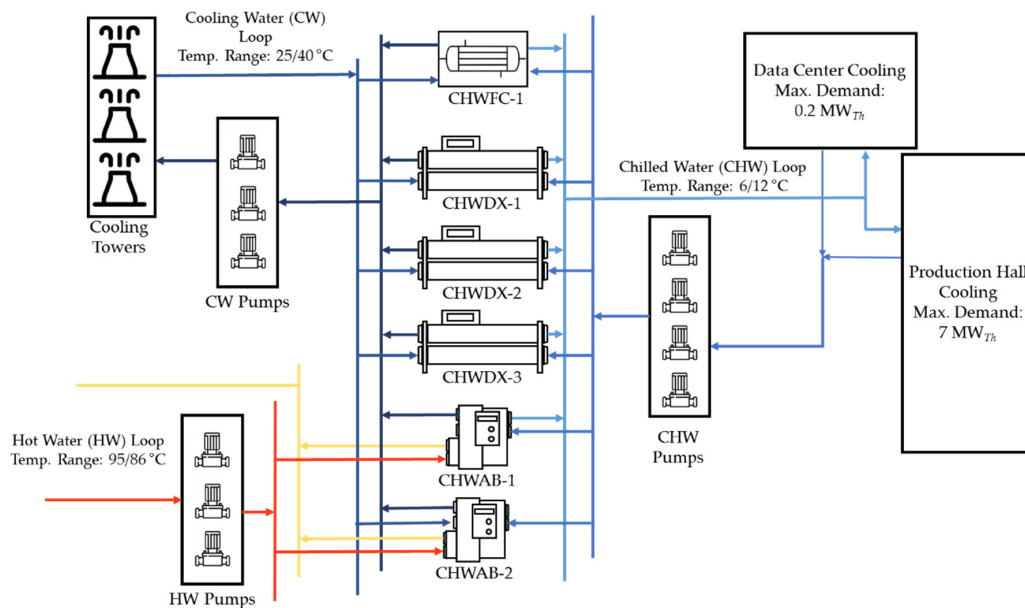 Cooling Water (CW)
Loop
Temp. Range: 25/40 °C
Cooling
Towers
CW Pumps
CHWFC-1
CHWDX-1
CHWDX-2
CHWDX-3
CHWAB-1
CHWAB-2
Hot Water (HW) Loop
Temp. Range: 95/86 °C
HW Pumps
Chilled Water (CHW) Loop
Temp. Range: 6/12 °C
CHW
Pumps
Data Center Cooling
Max. Demand:
0.2 MWTh
Production Hall
Cooling
Max. Demand:
7 MWTh